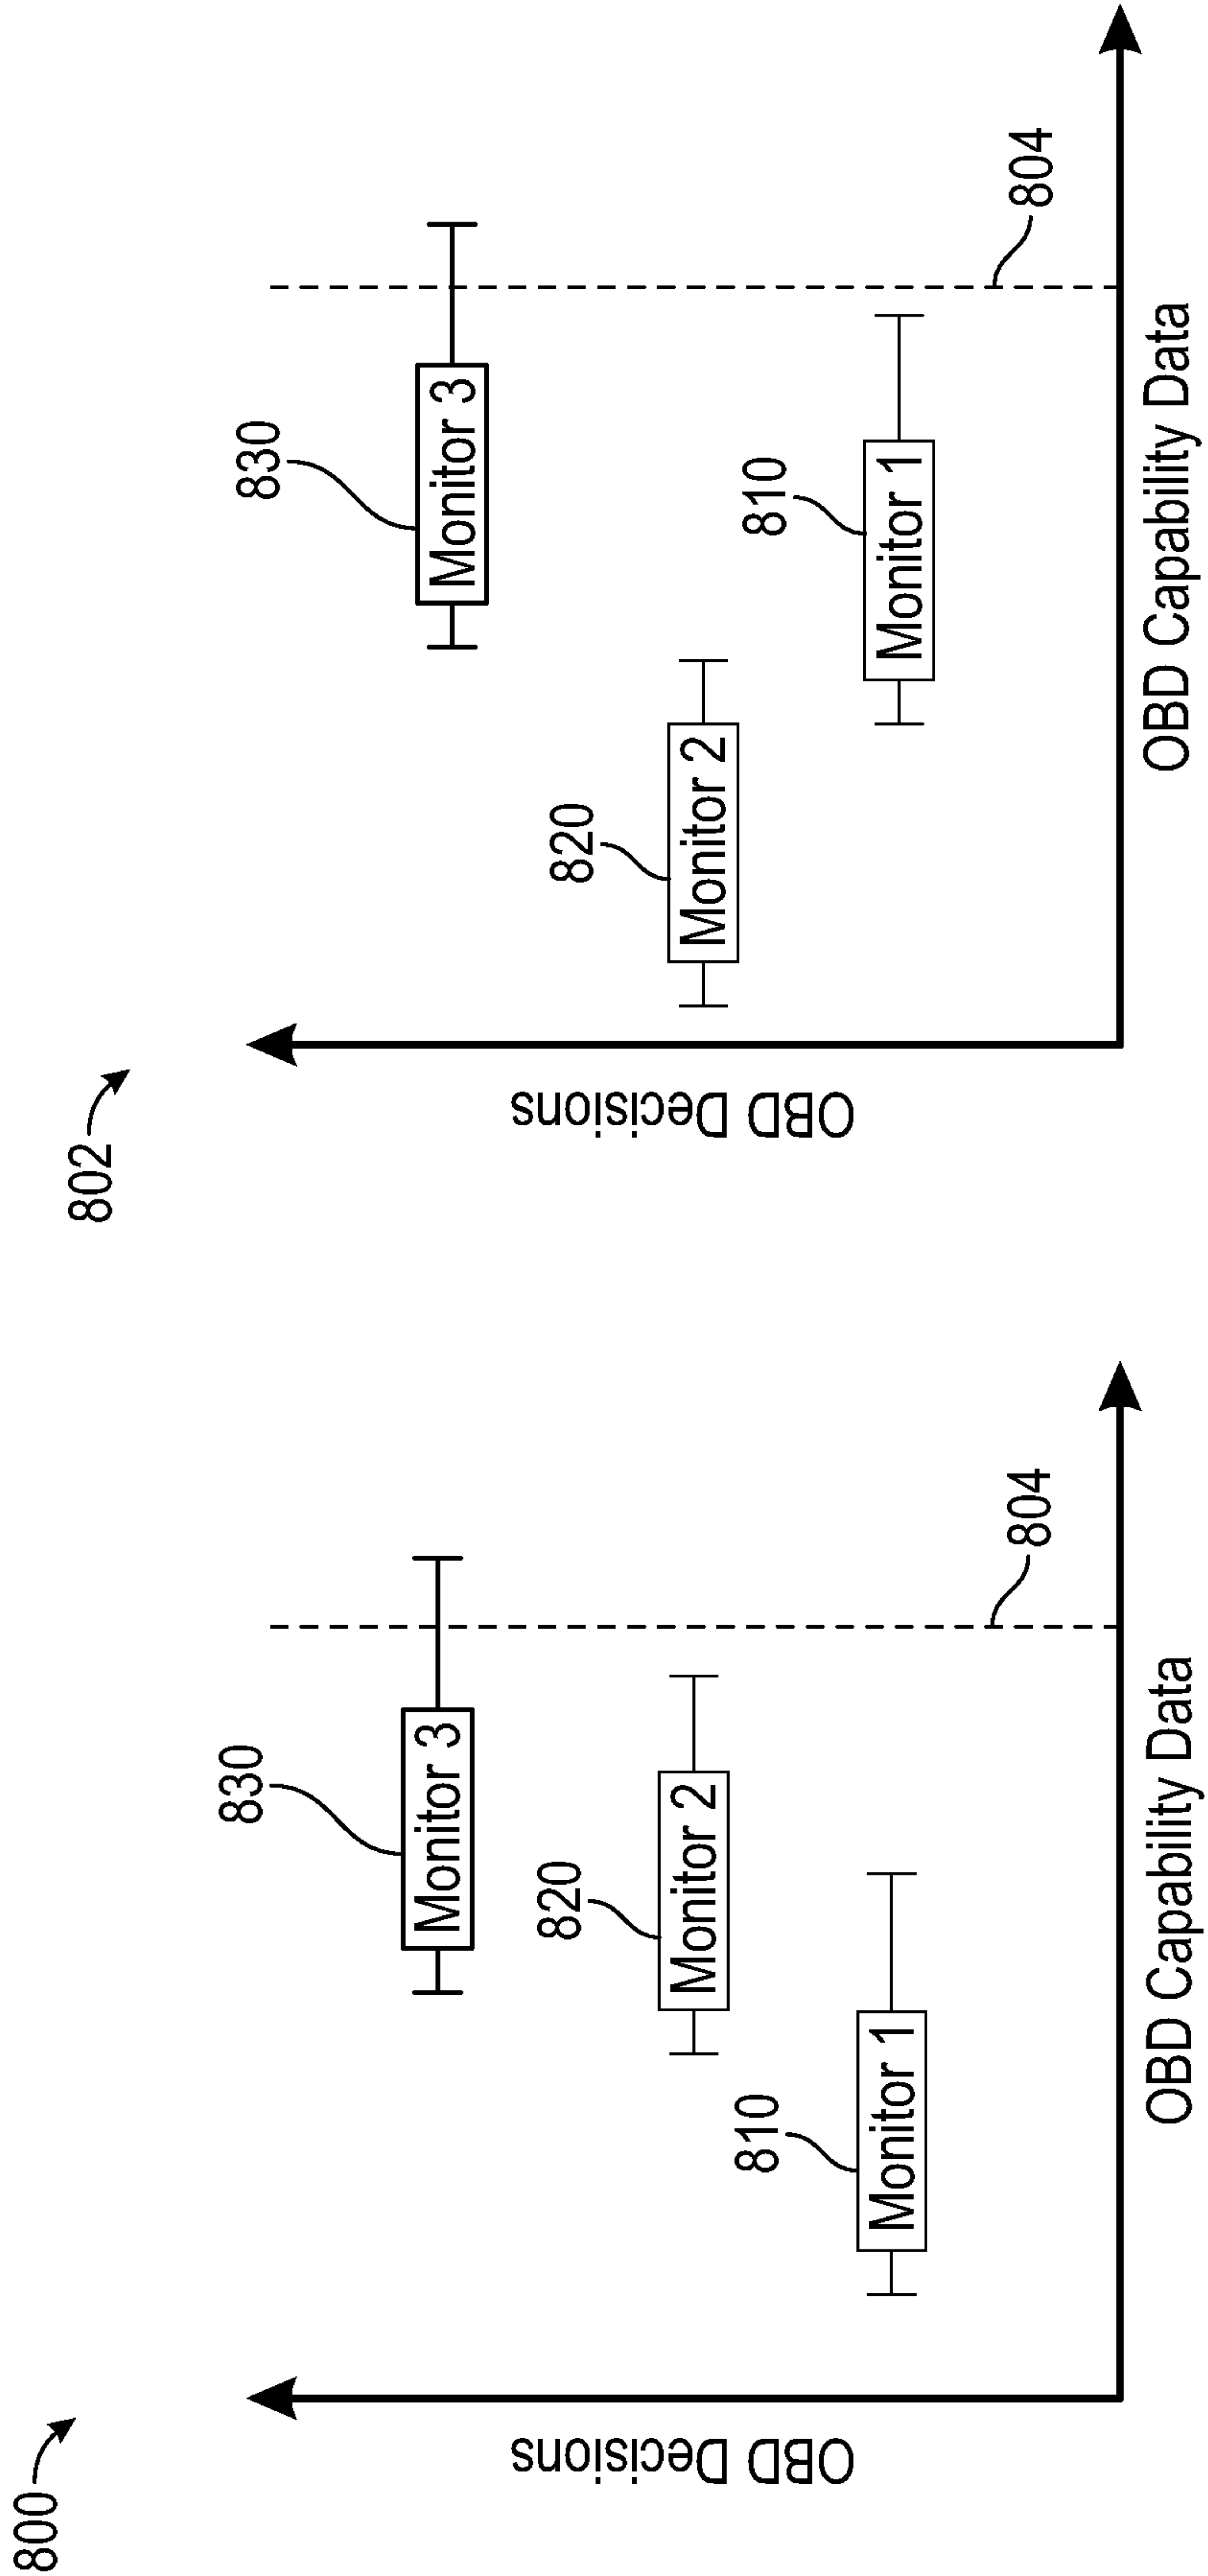 800
OBD Decisions
830
Monitor 3
820
Monitor 2
810
Monitor 1
804
OBD Capability Data
802
OBD Decisions
830
Monitor 3
820
Monitor 2
810
Monitor 1
804
OBD Capability Data